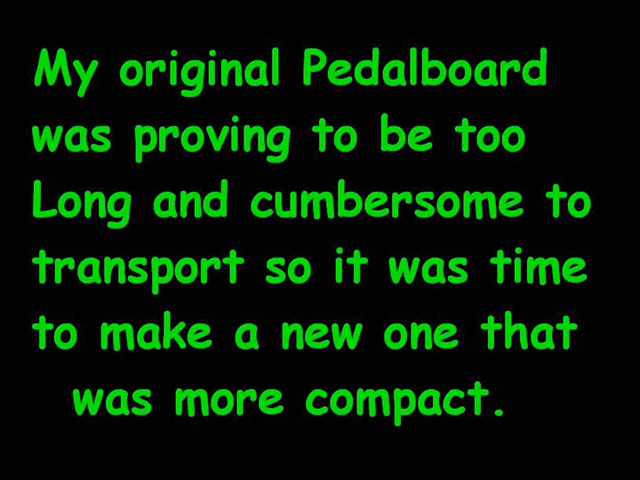 My original Pedalboard
was proving to be too
Long and cumbersome to
transport so it was time
to make a new one that
was more compact.